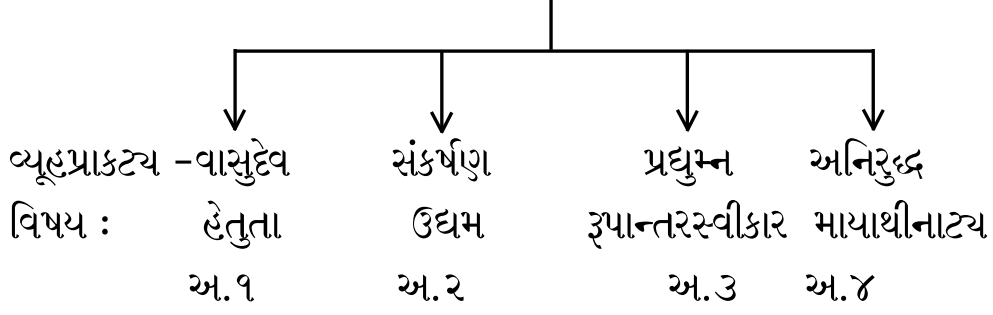 વ્યૂહપ્રાકટ્ય -વાસુદેવ સંકર્ષણ પ્રદ્યુમ્ન અનિરુદ્ધ
વિષય : હેતુતા ઉદ્યમ રૂપાન્તરસ્વીકાર માયાથીનાટ્ય
અ.૧ અ.૨ અ.૩ અ.૪